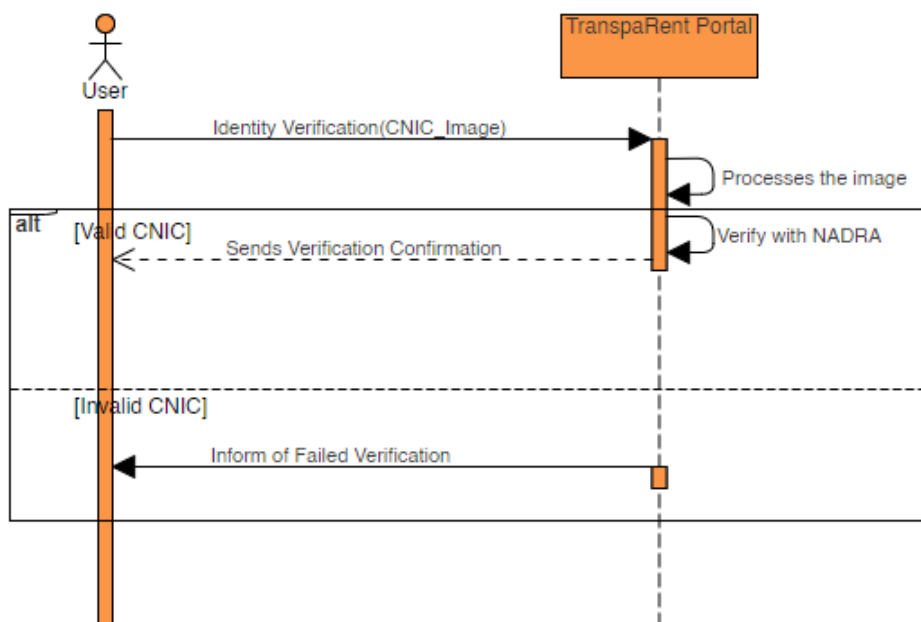 TranspaRent Portal
User
Identity Verification(CNIC_Image)
Processes the image
alt
[Valid CNIC]
Verify with NADRA
Sends Verification Confirmation
[Invalid CNIC]
Inform of Failed Verification